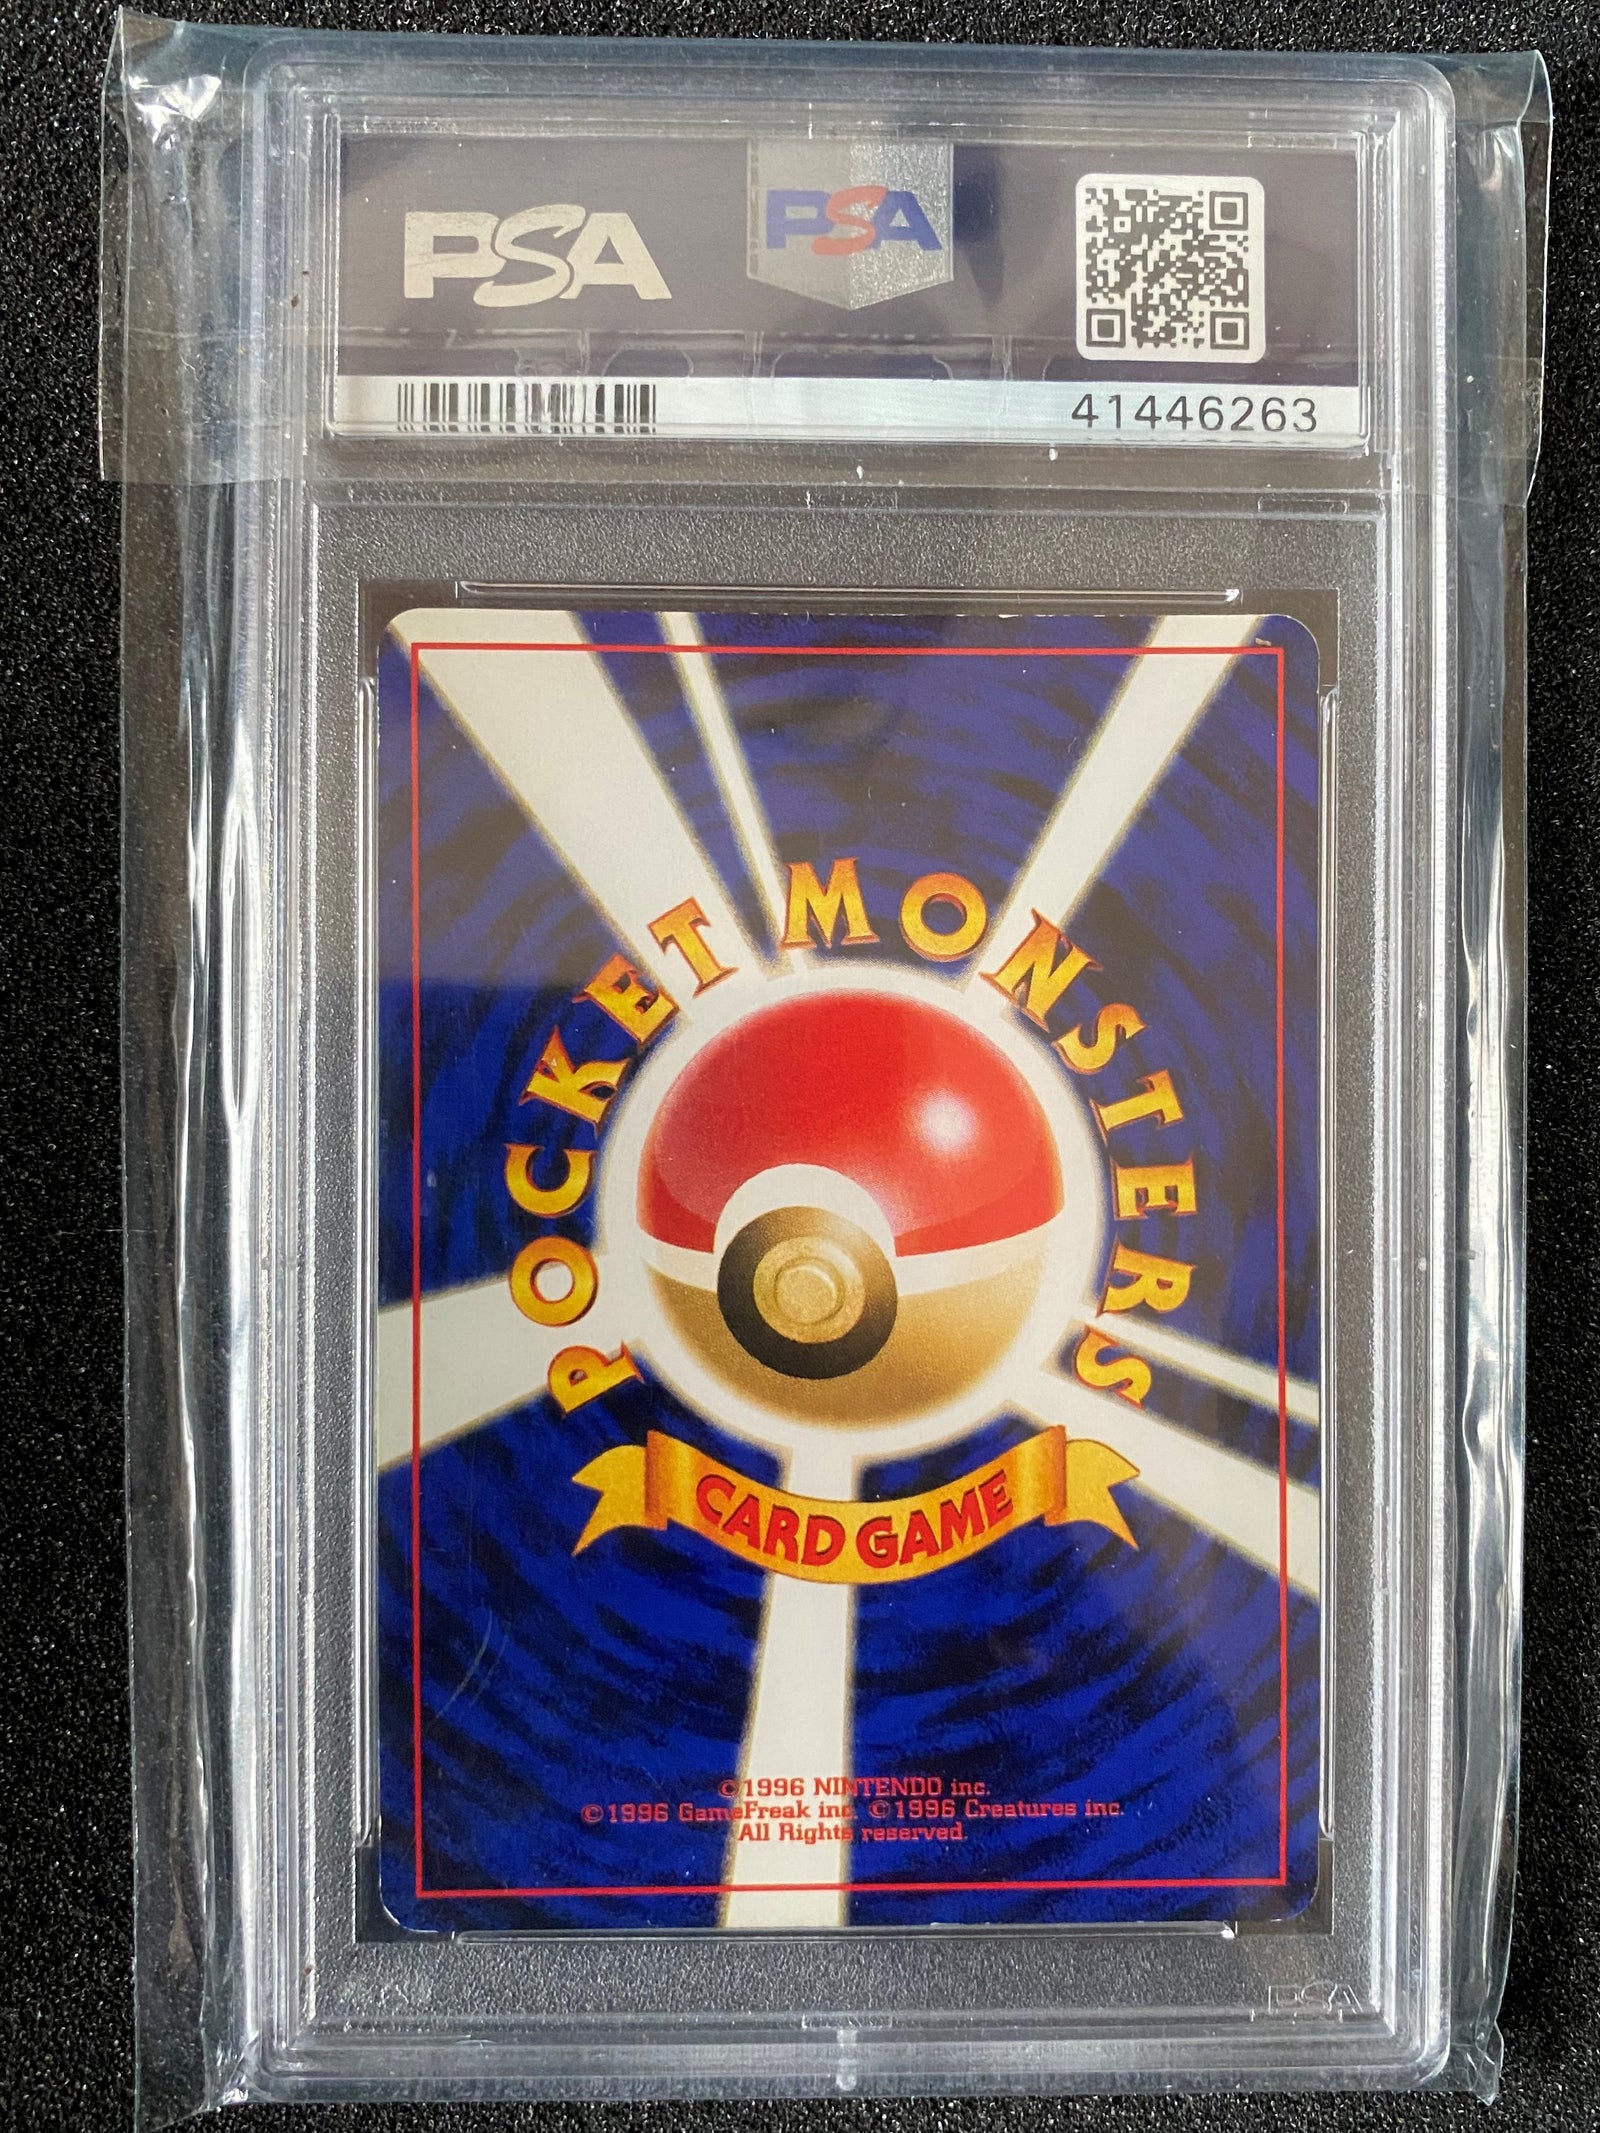 PSA
PSA
41446263
POCKET MONSTERS
CARD GAME
©1996 NINTENDO inc.
©1996 GameFreak inc. ©1996 Creatures inc.
All Rights reserved.
PSA